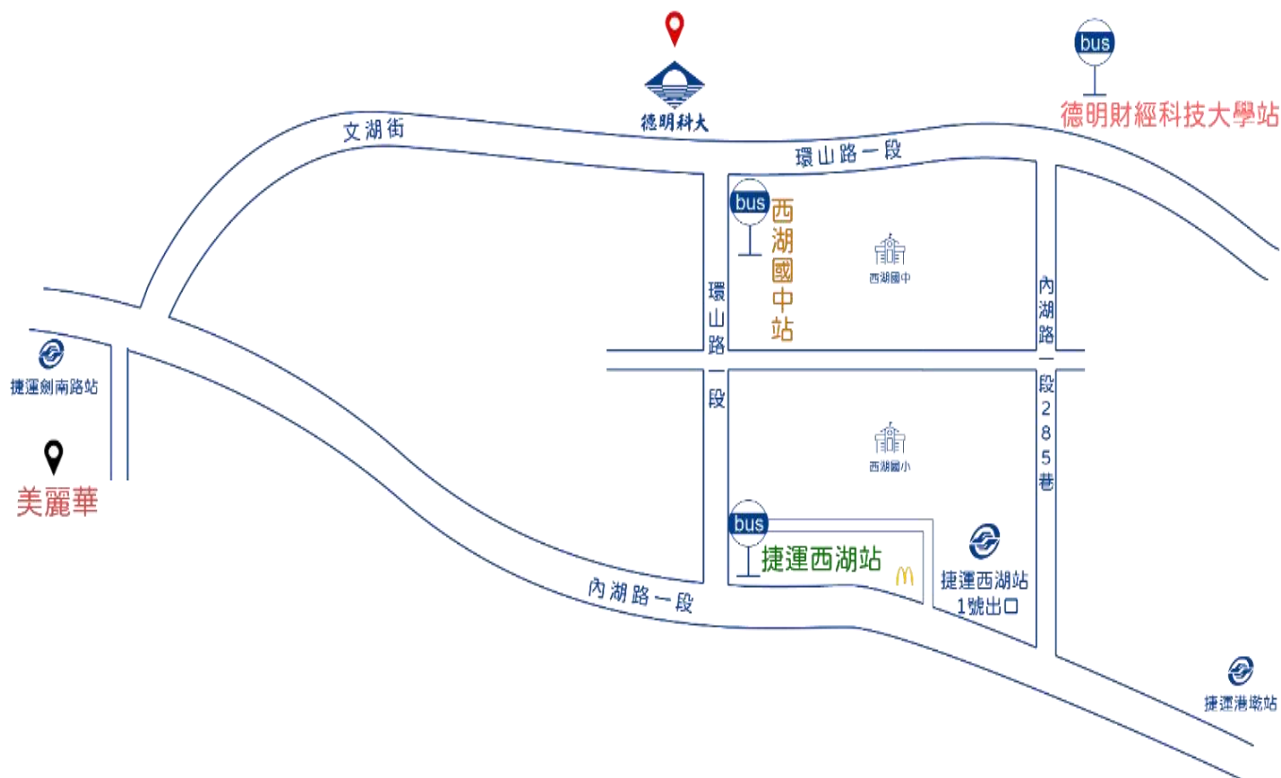 bus
德明財經科技大學站
德明科大
文湖街
環山路一段
bus
西湖國中站
西湖國中
環山路一段
內湖路一段285巷
捷運劍南路站
美麗華
西湖國小
bus
捷運西湖站
捷運西湖站
1號出口
內湖路一段
捷運港墘站